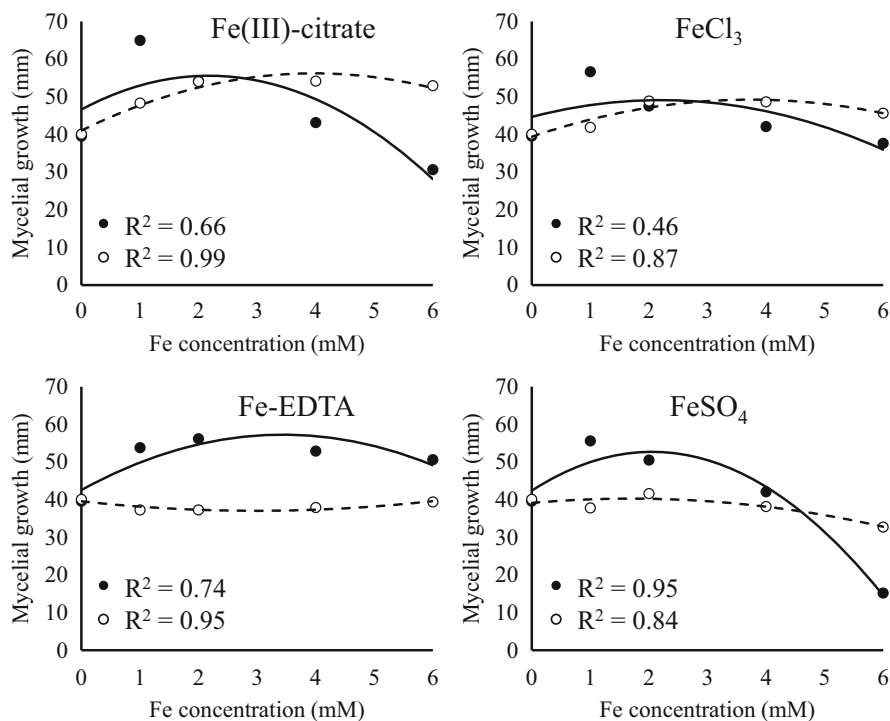 Fe(III)-citrate
Mycelial growth (mm)
70
60
50
40
30
20
10
0
● R² = 0.66
○ R² = 0.99
0 1 2 3 4 5 6
Fe concentration (mM)
FeCl₃
Mycelial growth (mm)
70
60
50
40
30
20
10
0
● R² = 0.46
○ R² = 0.87
0 1 2 3 4 5 6
Fe concentration (mM)
Fe-EDTA
Mycelial growth (mm)
70
60
50
40
30
20
10
0
● R² = 0.74
○ R² = 0.95
0 1 2 3 4 5 6
Fe concentration (mM)
FeSO₄
Mycelial growth (mm)
70
60
50
40
30
20
10
0
● R² = 0.95
○ R² = 0.84
0 1 2 3 4 5 6
Fe concentration (mM)